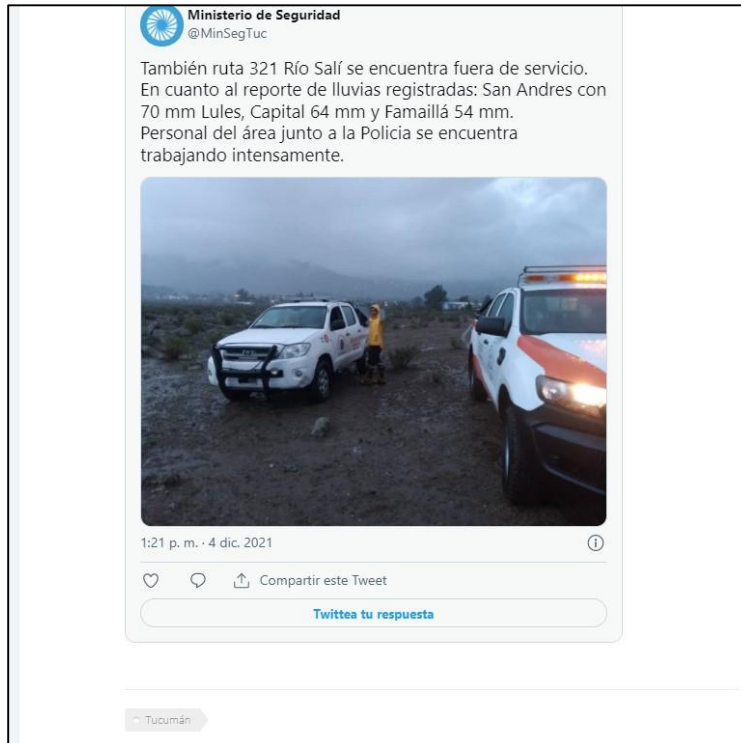 Ministerio de Seguridad
@MinSegTuc
También ruta 321 Río Salí se encuentra fuera de servicio.
En cuanto al reporte de lluvias registradas: San Andres con
70 mm Lules, Capital 64 mm y Famaillá 54 mm.
Personal del área junto a la Policia se encuentra
trabajando intensamente.
1:21 p. m. · 4 dic. 2021
Compartir este Tweet
Twittea tu respuesta
Tucumán